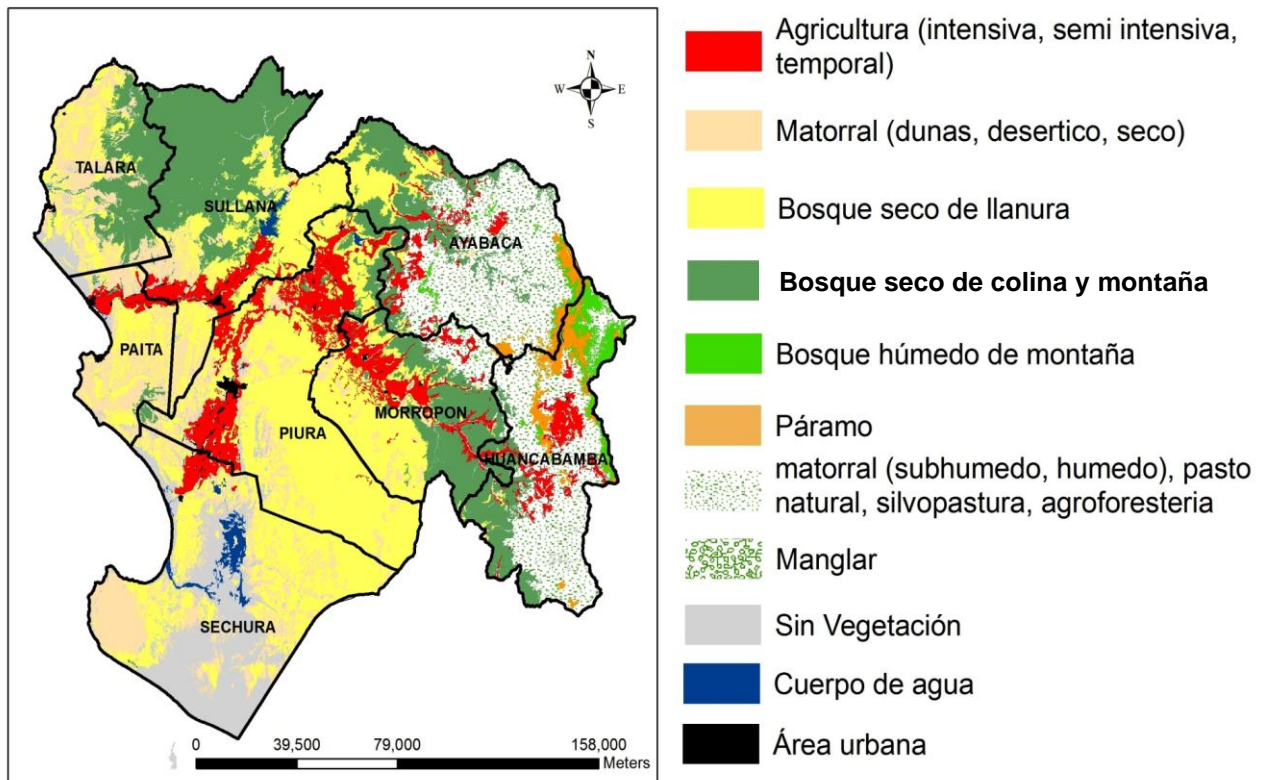 N
W
E
S
TALARA
SULLANA
AYABACA
PAITA
PIURA
MORROPON
HUANCABAMBA
SECHURA
0
39,500
79,000
158,000
Meters
Agricultura (intensiva, semi intensiva,
temporal)
Matorral (dunas, desertico, seco)
Bosque seco de llanura
Bosque seco de colina y montaña
Bosque húmedo de montaña
Páramo
matorral (subhumedo, humedo), pasto
natural, silvopastura, agroforesteria
Manglar
Sin Vegetación
Cuerpo de agua
Área urbana